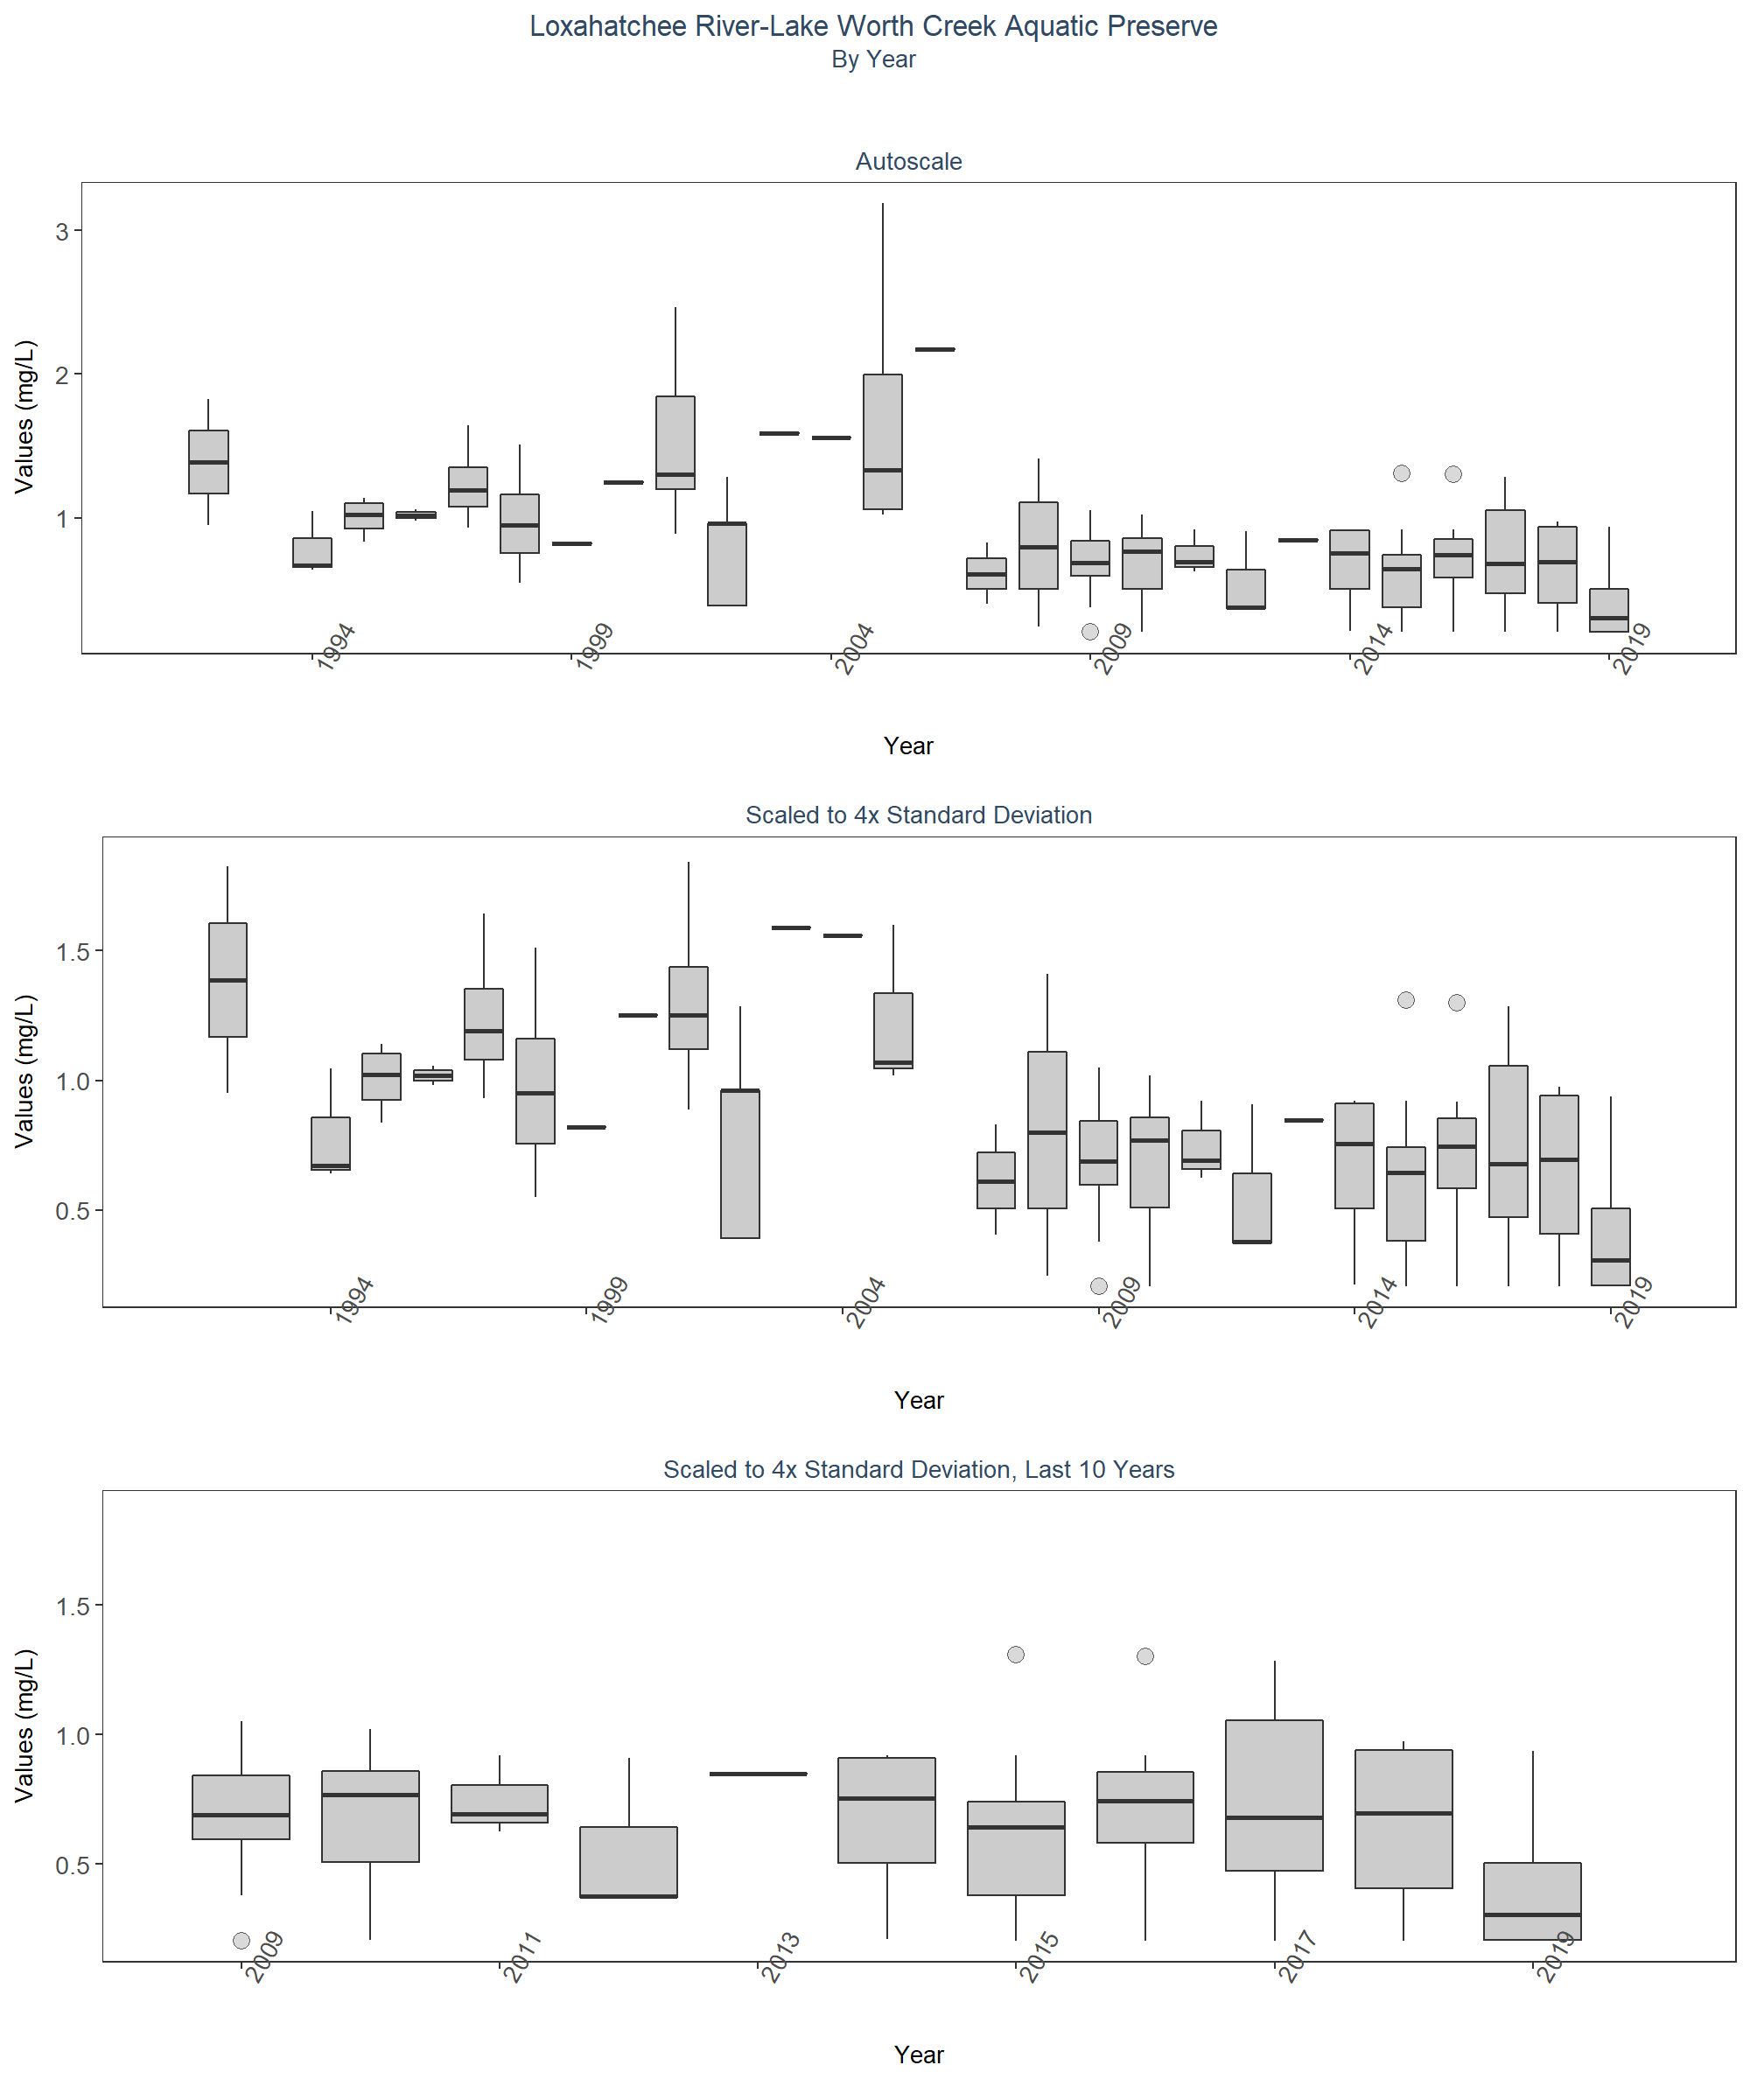 Loxahatchee River-Lake Worth Creek Aquatic Preserve
By Year
Autoscale
Values (mg/L)
3
2
1
1994 1999 2004 2009 2014 2019
Year
Scaled to 4x Standard Deviation
Values (mg/L)
1.5
1.0
0.5
1994 1999 2004 2009 2014 2019
Year
Scaled to 4x Standard Deviation, Last 10 Years
Values (mg/L)
1.5
1.0
0.5
2009 2011 2013 2015 2017 2019
Year